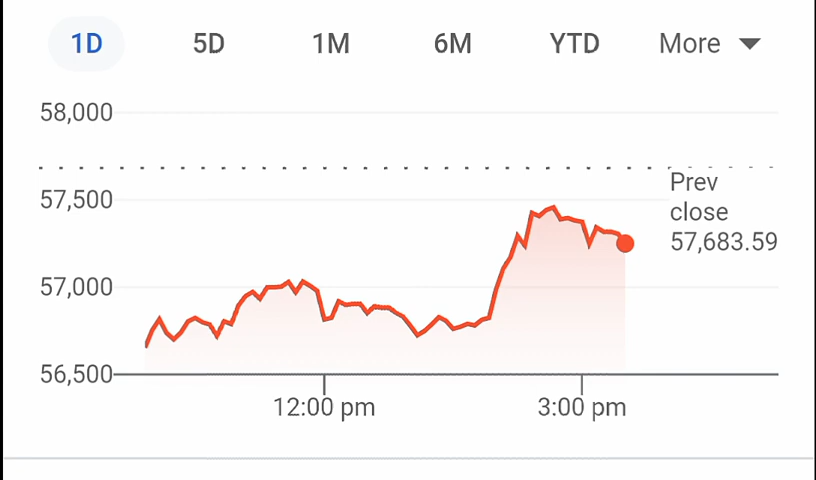 1D 5D 1M 6M YTD More
58,000
57,500
Prev
close
57,683.59
57,000
56,500
12:00 pm 3:00 pm